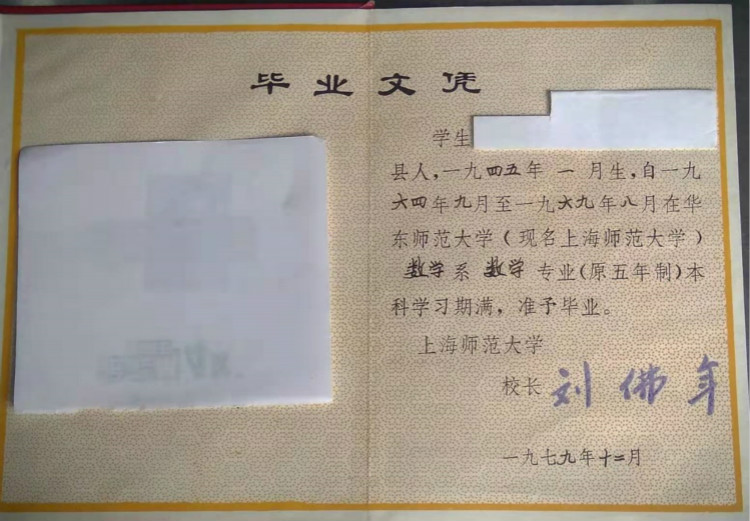 毕业文凭
学生
县人，一九四五年 一 月生，自一九
六四年九月至一九六九年八月在华
东师范大学（现名上海师范大学）
数学系 数学 专业（原五年制）本
科学习期满，准予毕业。
上海师范大学
校长 刘佛年
一九七九年十二月